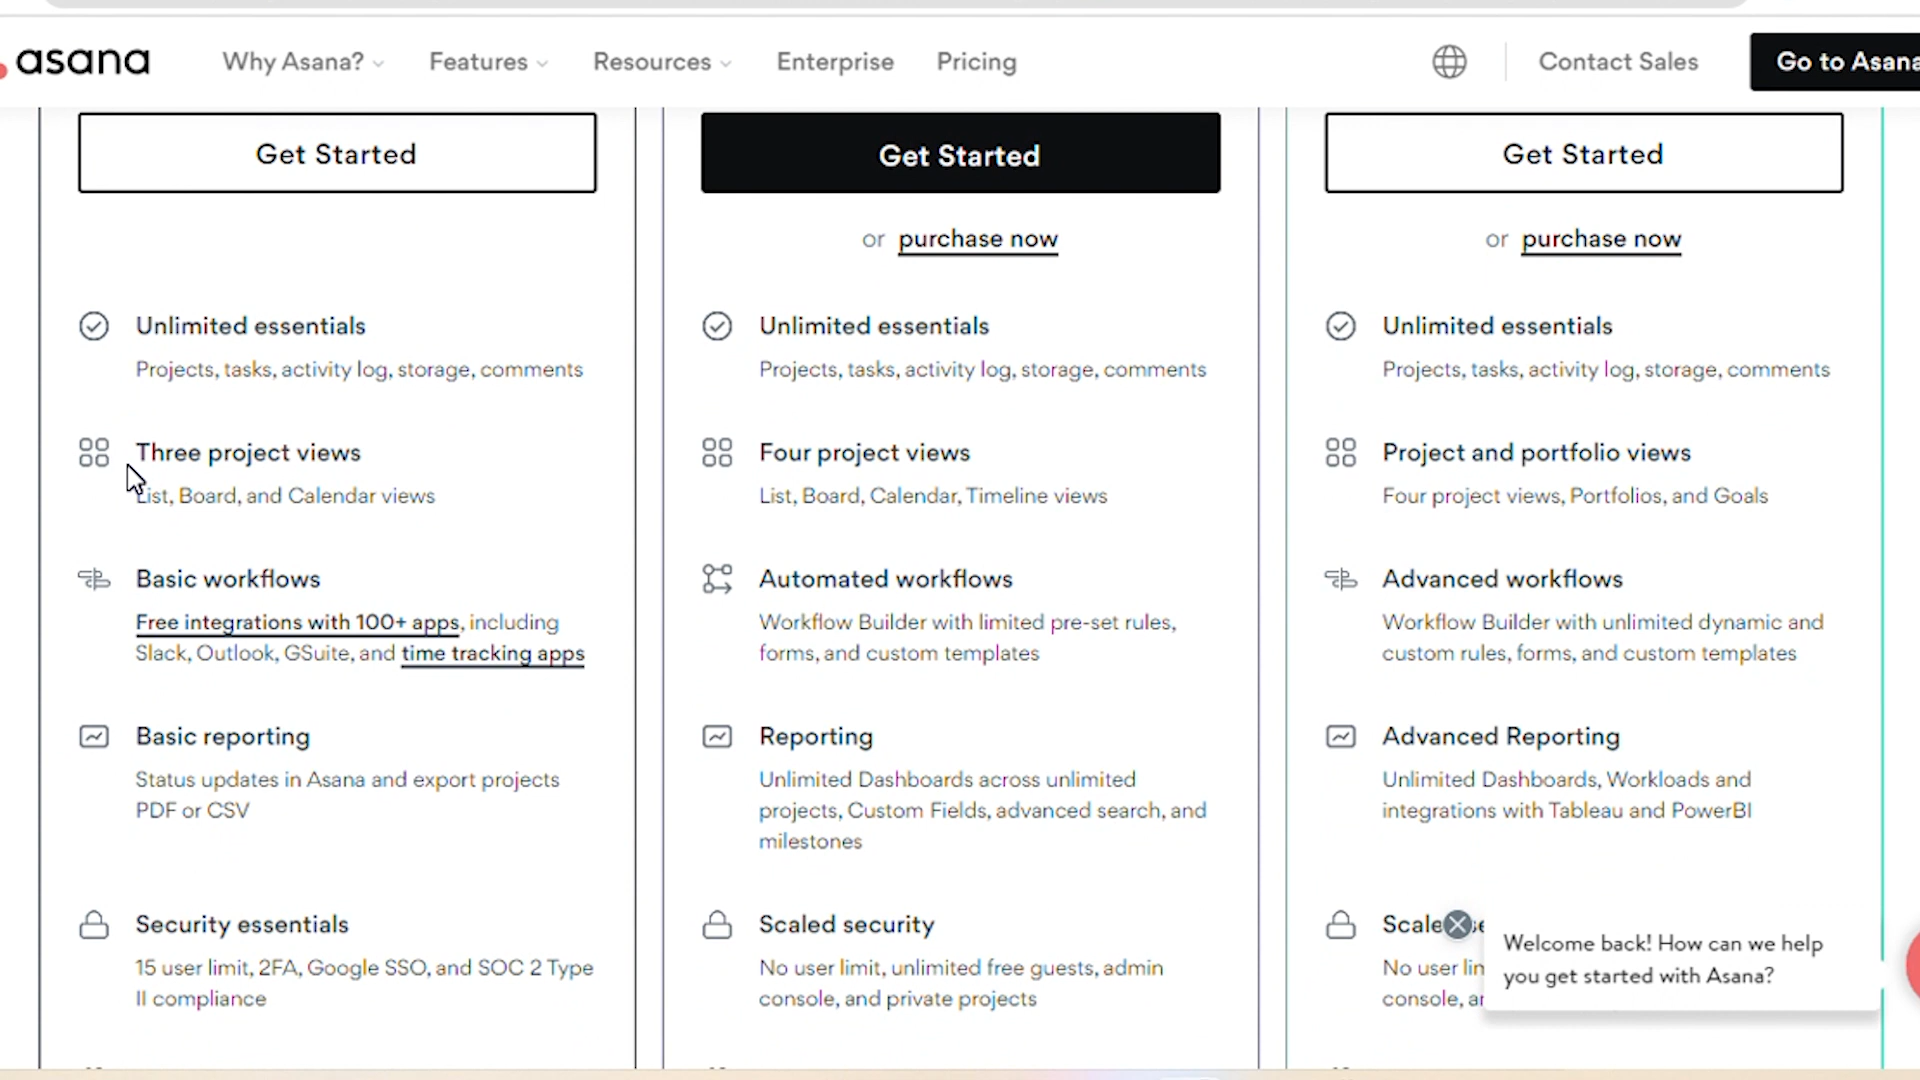 asana
Why Asana?
Features
Resources
Enterprise
Pricing
Contact Sales
Go to Asana
Get Started
Unlimited essentials
Projects, tasks, activity log, storage, comments
Three project views
List, Board, and Calendar views
Basic workflows
Free integrations with 100+ apps, including
Slack, Outlook, GSuite, and time tracking apps
Basic reporting
Status updates in Asana and export projects
PDF or CSV
Security essentials
15 user limit, 2FA, Google SSO, and SOC 2 Type
II compliance
Get Started
or purchase now
Unlimited essentials
Projects, tasks, activity log, storage, comments
Four project views
List, Board, Calendar, Timeline views
Automated workflows
Workflow Builder with limited pre-set rules,
forms, and custom templates
Reporting
Unlimited Dashboards across unlimited
projects, Custom Fields, advanced search, and
milestones
Scaled security
No user limit, unlimited free guests, admin
console, and private projects
Get Started
or purchase now
Unlimited essentials
Projects, tasks, activity log, storage, comments
Project and portfolio views
Four project views, Portfolios, and Goals
Advanced workflows
Workflow Builder with unlimited dynamic and
custom rules, forms, and custom templates
Advanced Reporting
Unlimited Dashboards, Workloads and
integrations with Tableau and PowerBI
No user
console,
Welcome back! How can we help
you get started with Asana?